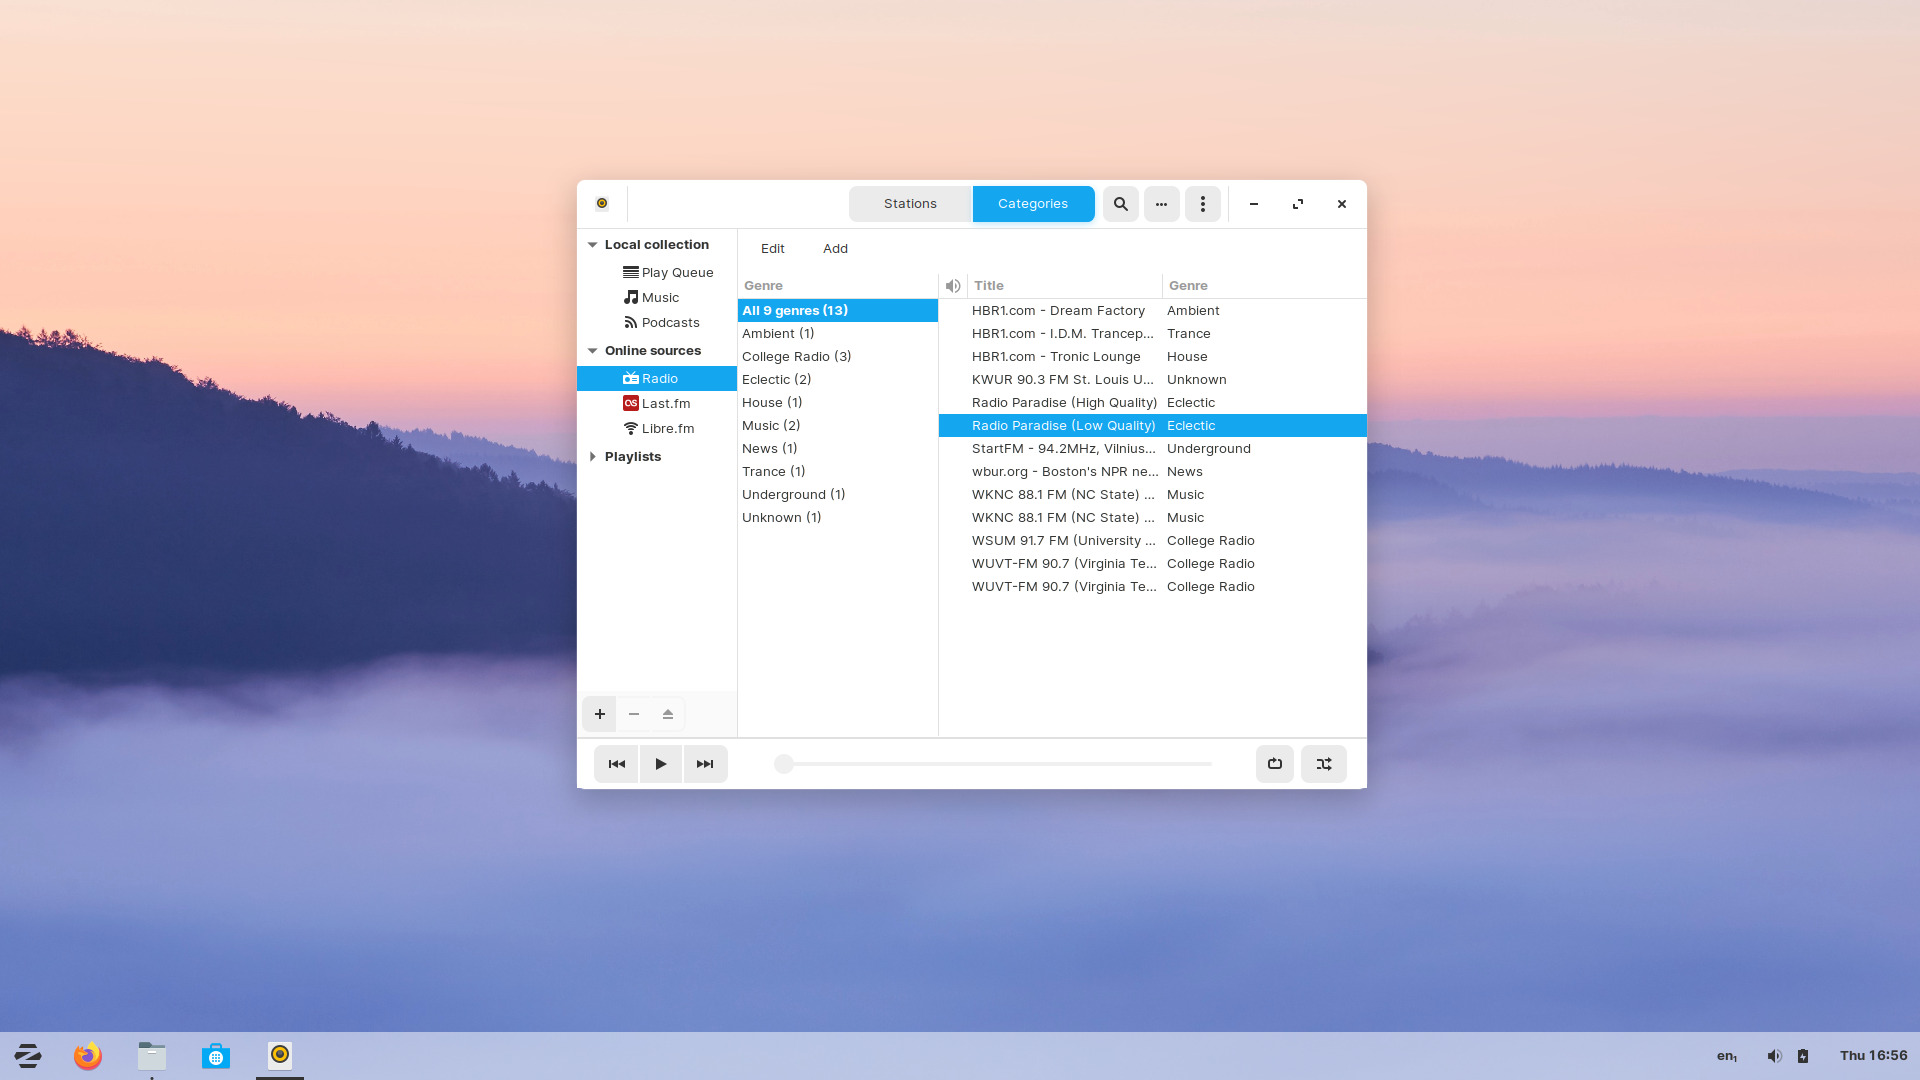 Stations
Categories
Local collection
Play Queue
Music
Podcasts
Online sources
Radio
Last.fm
Libre.fm
Playlists
Edit
Add
Genre
All 9 genres (13)
Ambient (1)
College Radio (3)
Eclectic (2)
House (1)
Music (2)
News (1)
Trance (1)
Underground (1)
Unknown (1)
Title Genre
HBR1.com - Dream Factory Ambient
HBR1.com - I.D.M. Trancep... Trance
HBR1.com - Tronic Lounge House
KWUR 90.3 FM St. Louis U... Unknown
Radio Paradise (High Quality) Eclectic
Radio Paradise (Low Quality) Eclectic
StartFM - 94.2MHz, Vilnius... Underground
wbur.org - Boston's NPR ne... News
WKNC 88.1 FM (NC State) ... Music
WKNC 88.1 FM (NC State) ... Music
WSUM 91.7 FM (University ... College Radio
WUVT-FM 90.7 (Virginia Te... College Radio
WUVT-FM 90.7 (Virginia Te... College Radio
en₁
Thu 16:56